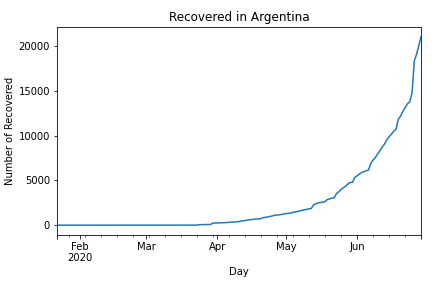 Recovered in Argentina
Number of Recovered
20000
15000
10000
5000
0
Feb
2020
Mar
Apr
May
Jun
Day